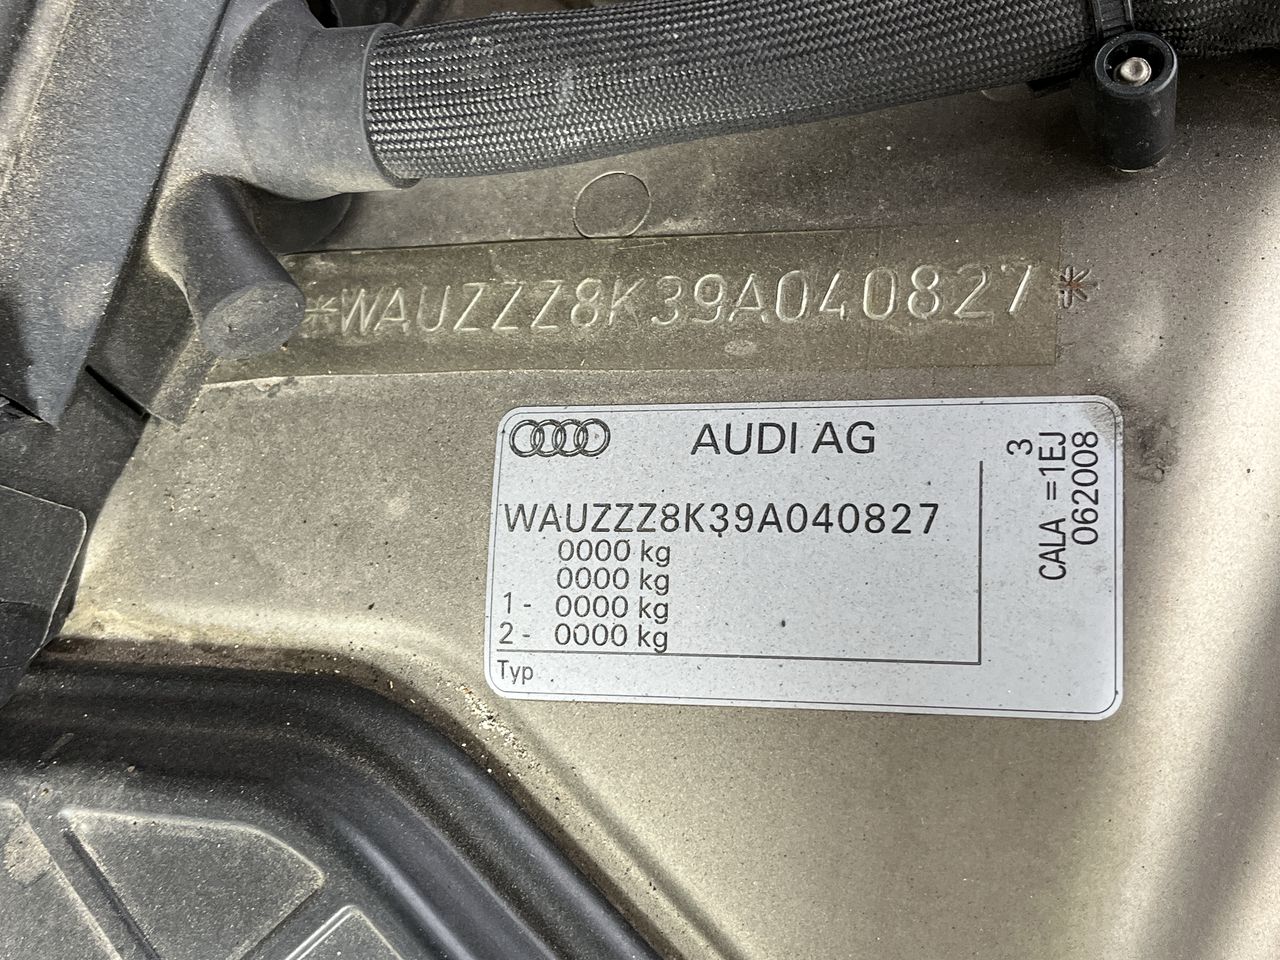 *WAUZZZ8K39A040827*
AUDI AG
WAUZZZ8K39A040827
0000 kg
0000 kg
1 - 0000 kg
2 - 0000 kg
Typ
3
CALA =1EJ
062008